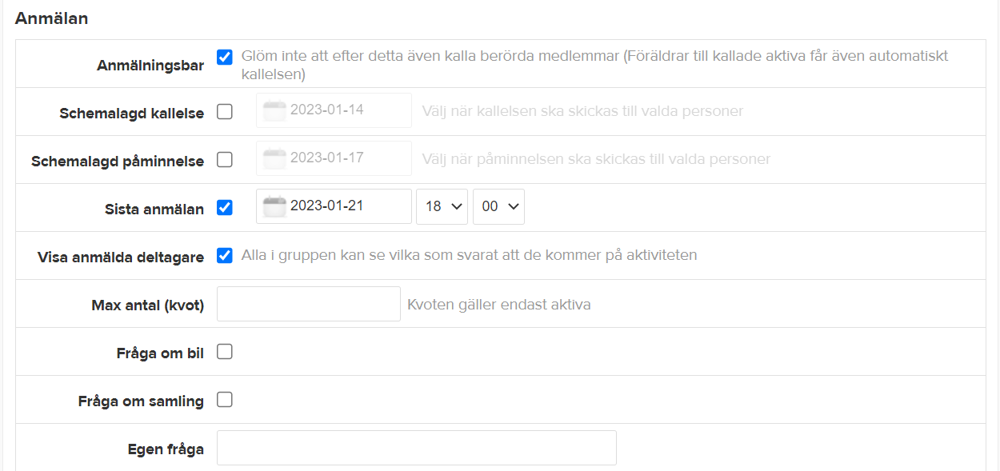 Anmälan
Anmälningsbar Glöm inte att efter detta även kalla berörda medlemmar (Föräldrar till kallade aktiva får även automatiskt
kallelsen)
Schemalagd kallelse 2023-01-14 Välj när kallelsen ska skickas till valda personer
Schemalagd påminnelse 2023-01-17 Välj när påminnelsen ska skickas till valda personer
Sista anmälan 2023-01-21 18 00
Visa anmälda deltagare Alla i gruppen kan se vilka som svarat att de kommer på aktiviteten
Max antal (kvot) Kvoten gäller endast aktiva
Fråga om bil
Fråga om samling
Egen fråga